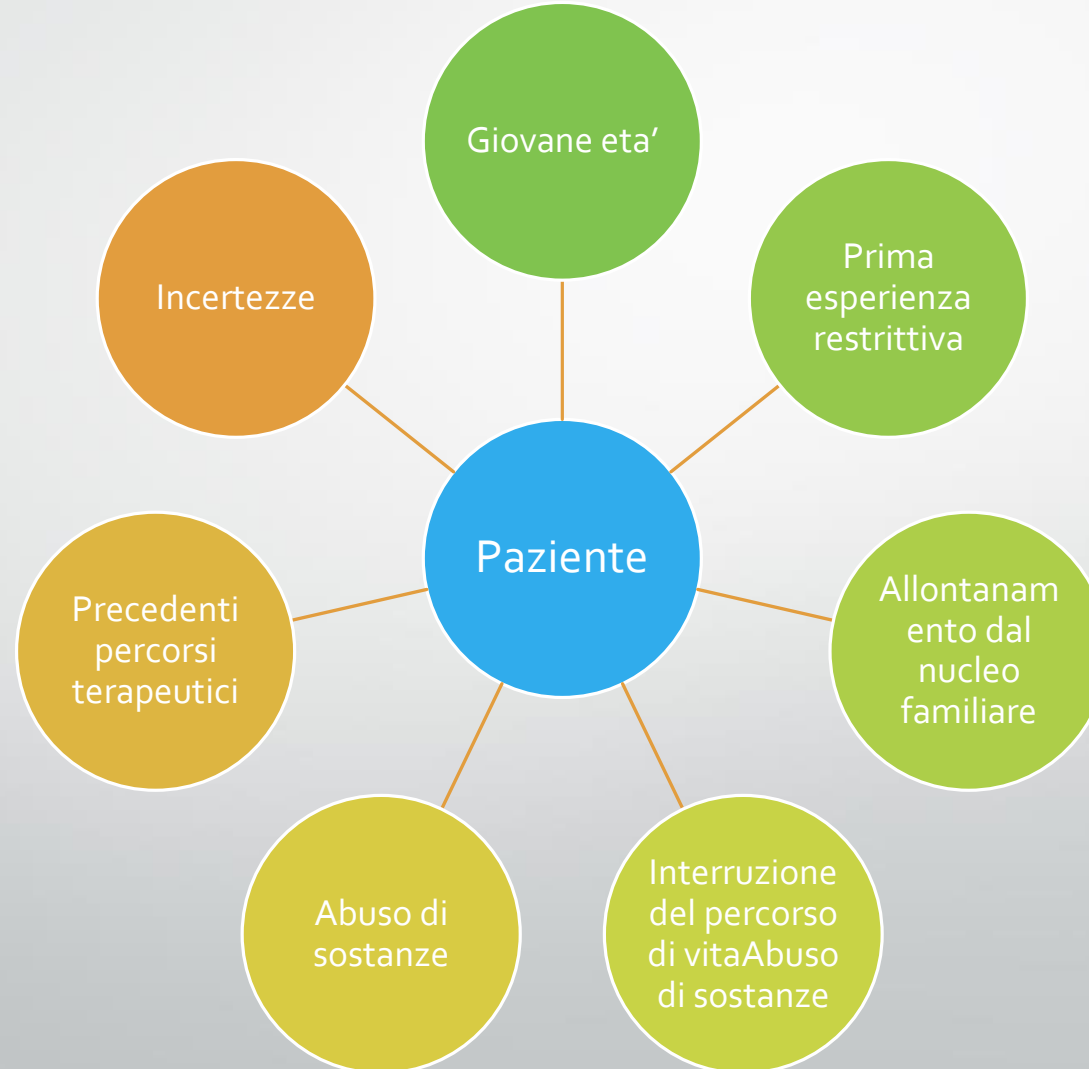 Giovane eta’
Prima
esperienza
restrittiva
Allontanam
ento dal
nucleo
familiare
Interruzione
del percorso
di vitaAbuso
di sostanze
Abuso di
sostanze
Precedenti
percorsi
terapeutici
Incertezze
Paziente